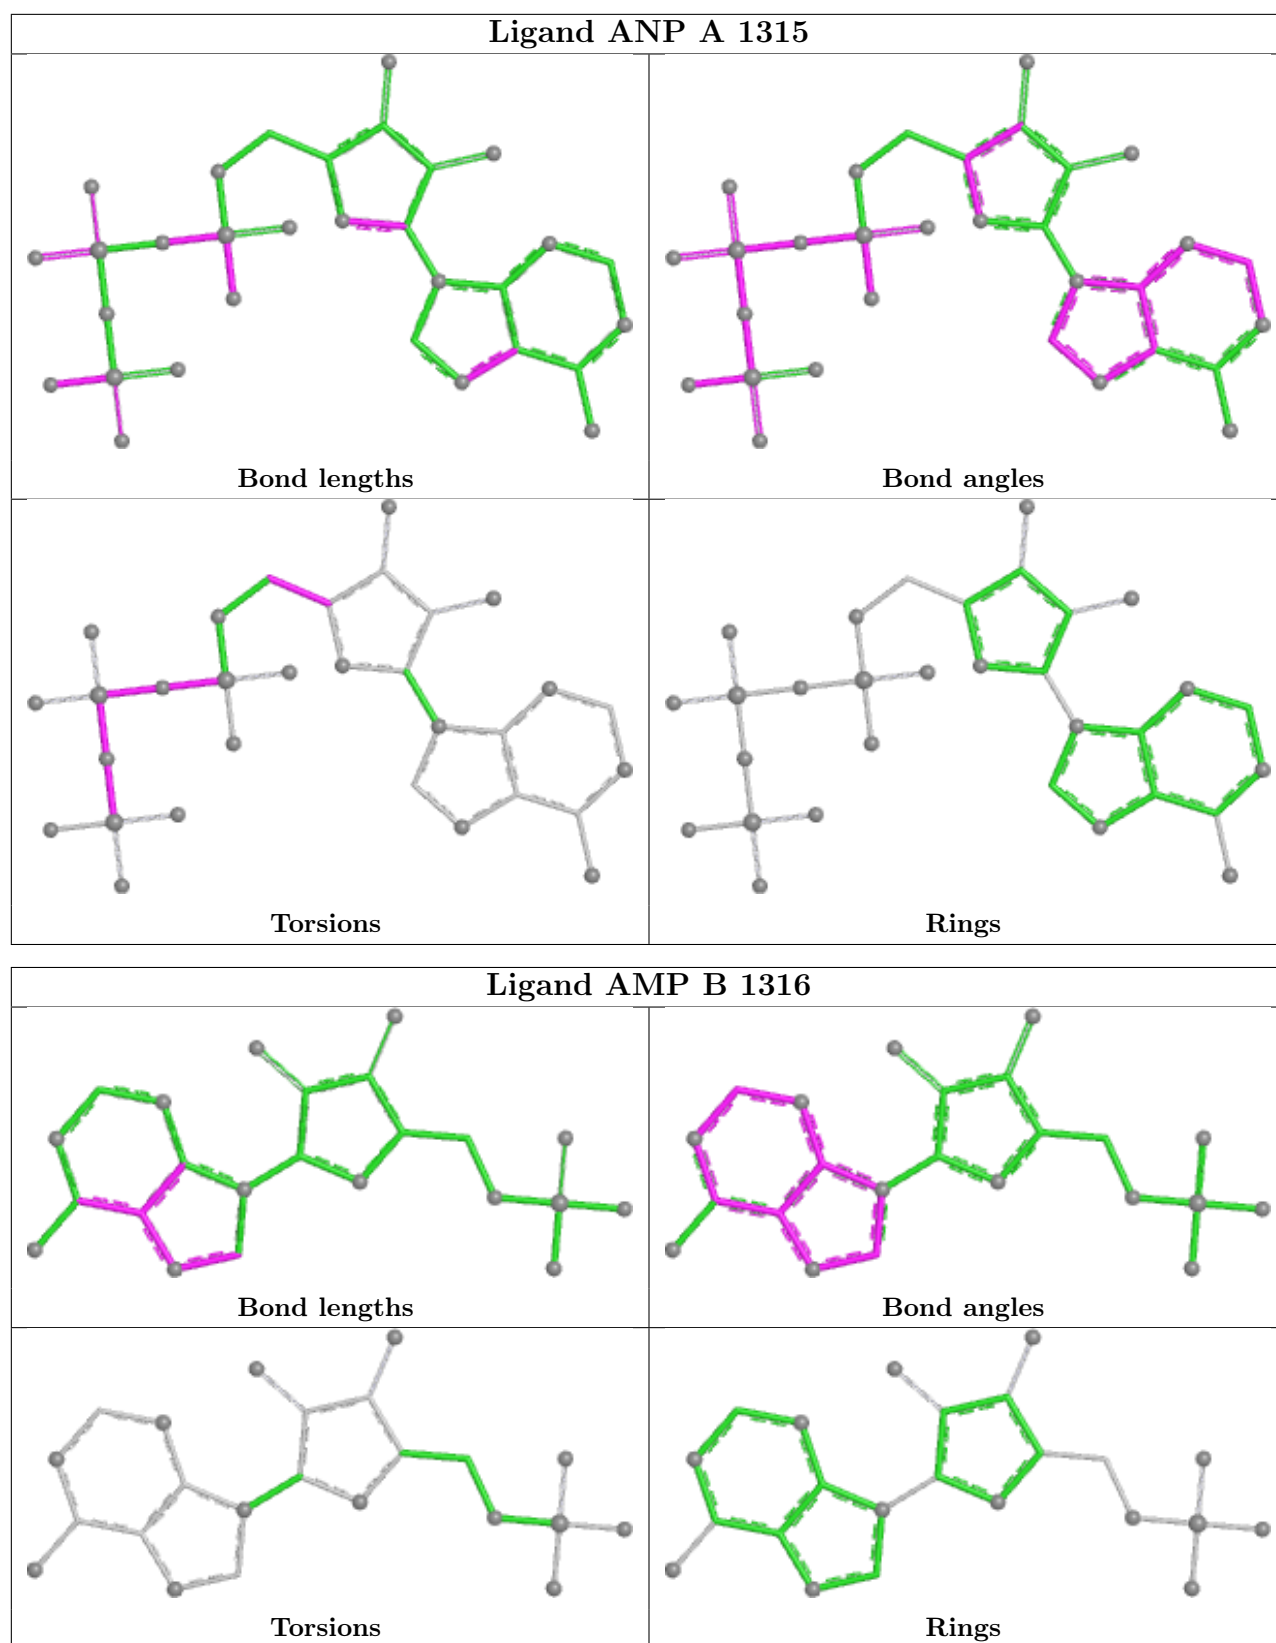 Ligand ANP A 1315
Bond lengths
Bond angles
Torsions
Rings
Ligand AMP B 1316
Bond lengths
Bond angles
Torsions
Rings